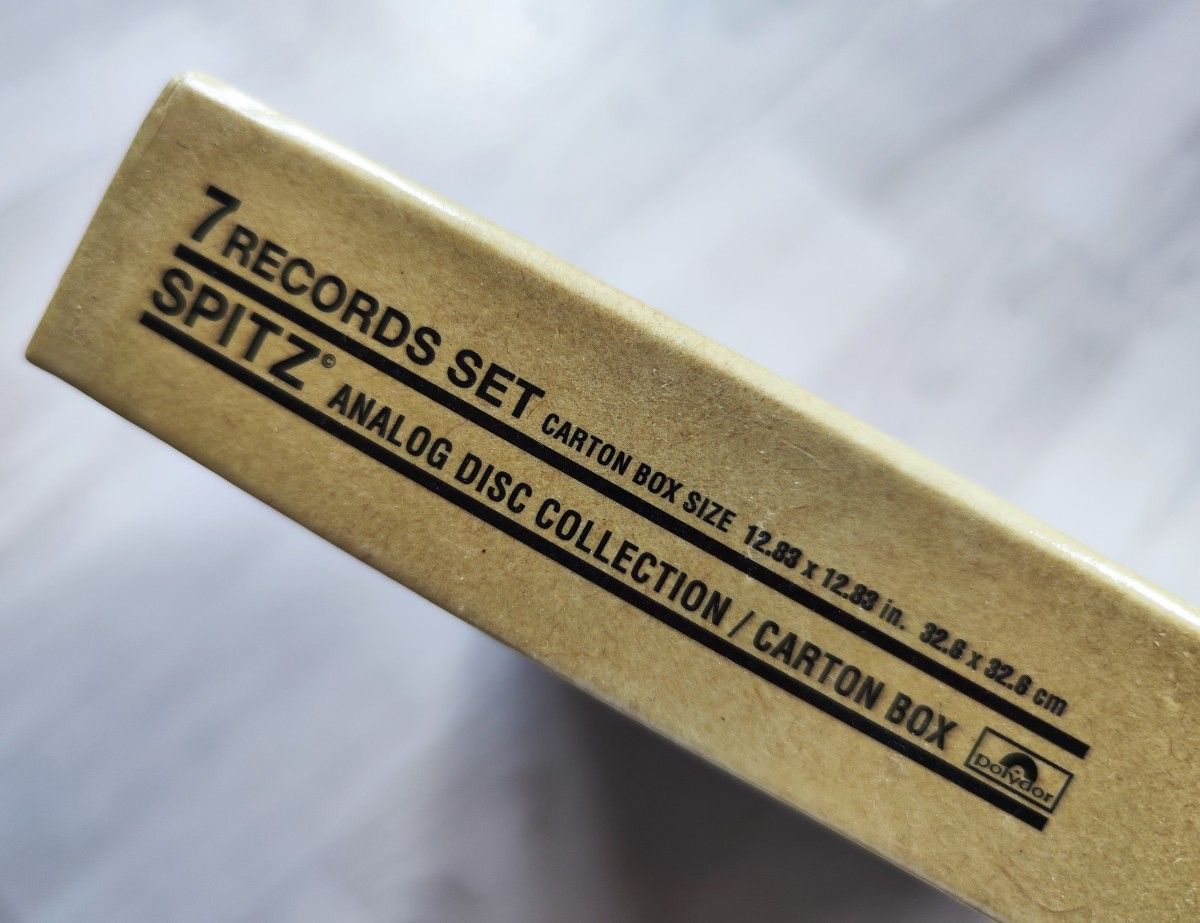 7 RECORDS SET CARTON BOX SIZE 12.83 x 12.83 in. 32.6 x 32.6 cm
SPITZ© ANALOG DISC COLLECTION / CARTON BOX
polydor